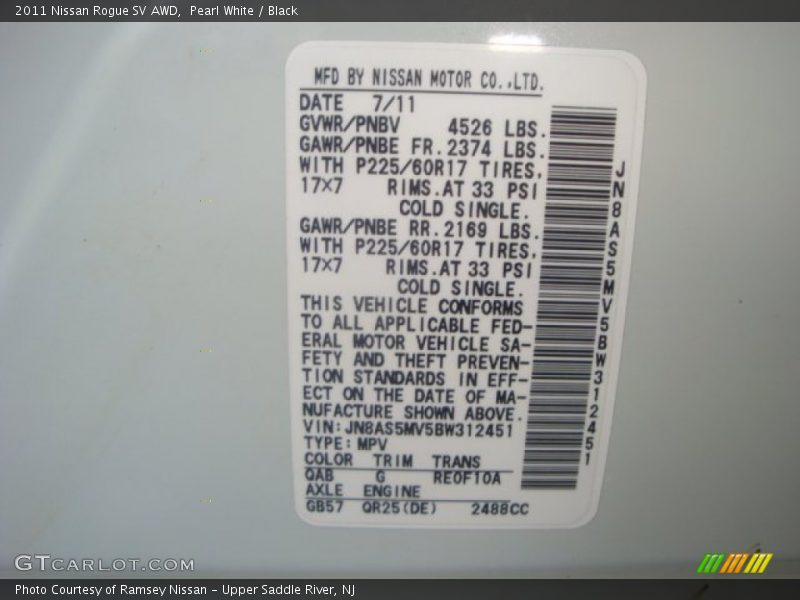 2011 Nissan Rogue SV AWD, Pearl White / Black
MFD BY NISSAN MOTOR CO.,LTD.
DATE 7/11
GVWR/PNBV 4526 LBS.
GAWR/PNBE FR.2374 LBS.
WITH P225/60R17 TIRES,
17×7 RIMS.AT 33 PSI
COLD SINGLE.
GAWR/PNBE RR.2169 LBS.
WITH P225/60R17 TIRES,
17×7 RIMS.AT 33 PSI
COLD SINGLE.
THIS VEHICLE CONFORMS
TO ALL APPLICABLE FED-
ERAL MOTOR VEHICLE SA-
FETY AND THEFT PREVEN-
TION STANDARDS IN EFF-
ECT ON THE DATE OF MA-
NUFACTURE SHOWN ABOVE.
VIN:JN8AS5MV5BW312451
TYPE:MPV
COLOR TRIM TRANS
QAB G RE0F10A
AXLE ENGINE
GB57 QR25(DE) 2488CC
JN8AS5MV5BW312451
GTCARLOT.COM
Photo Courtesy of Ramsey Nissan - Upper Saddle River, NJ